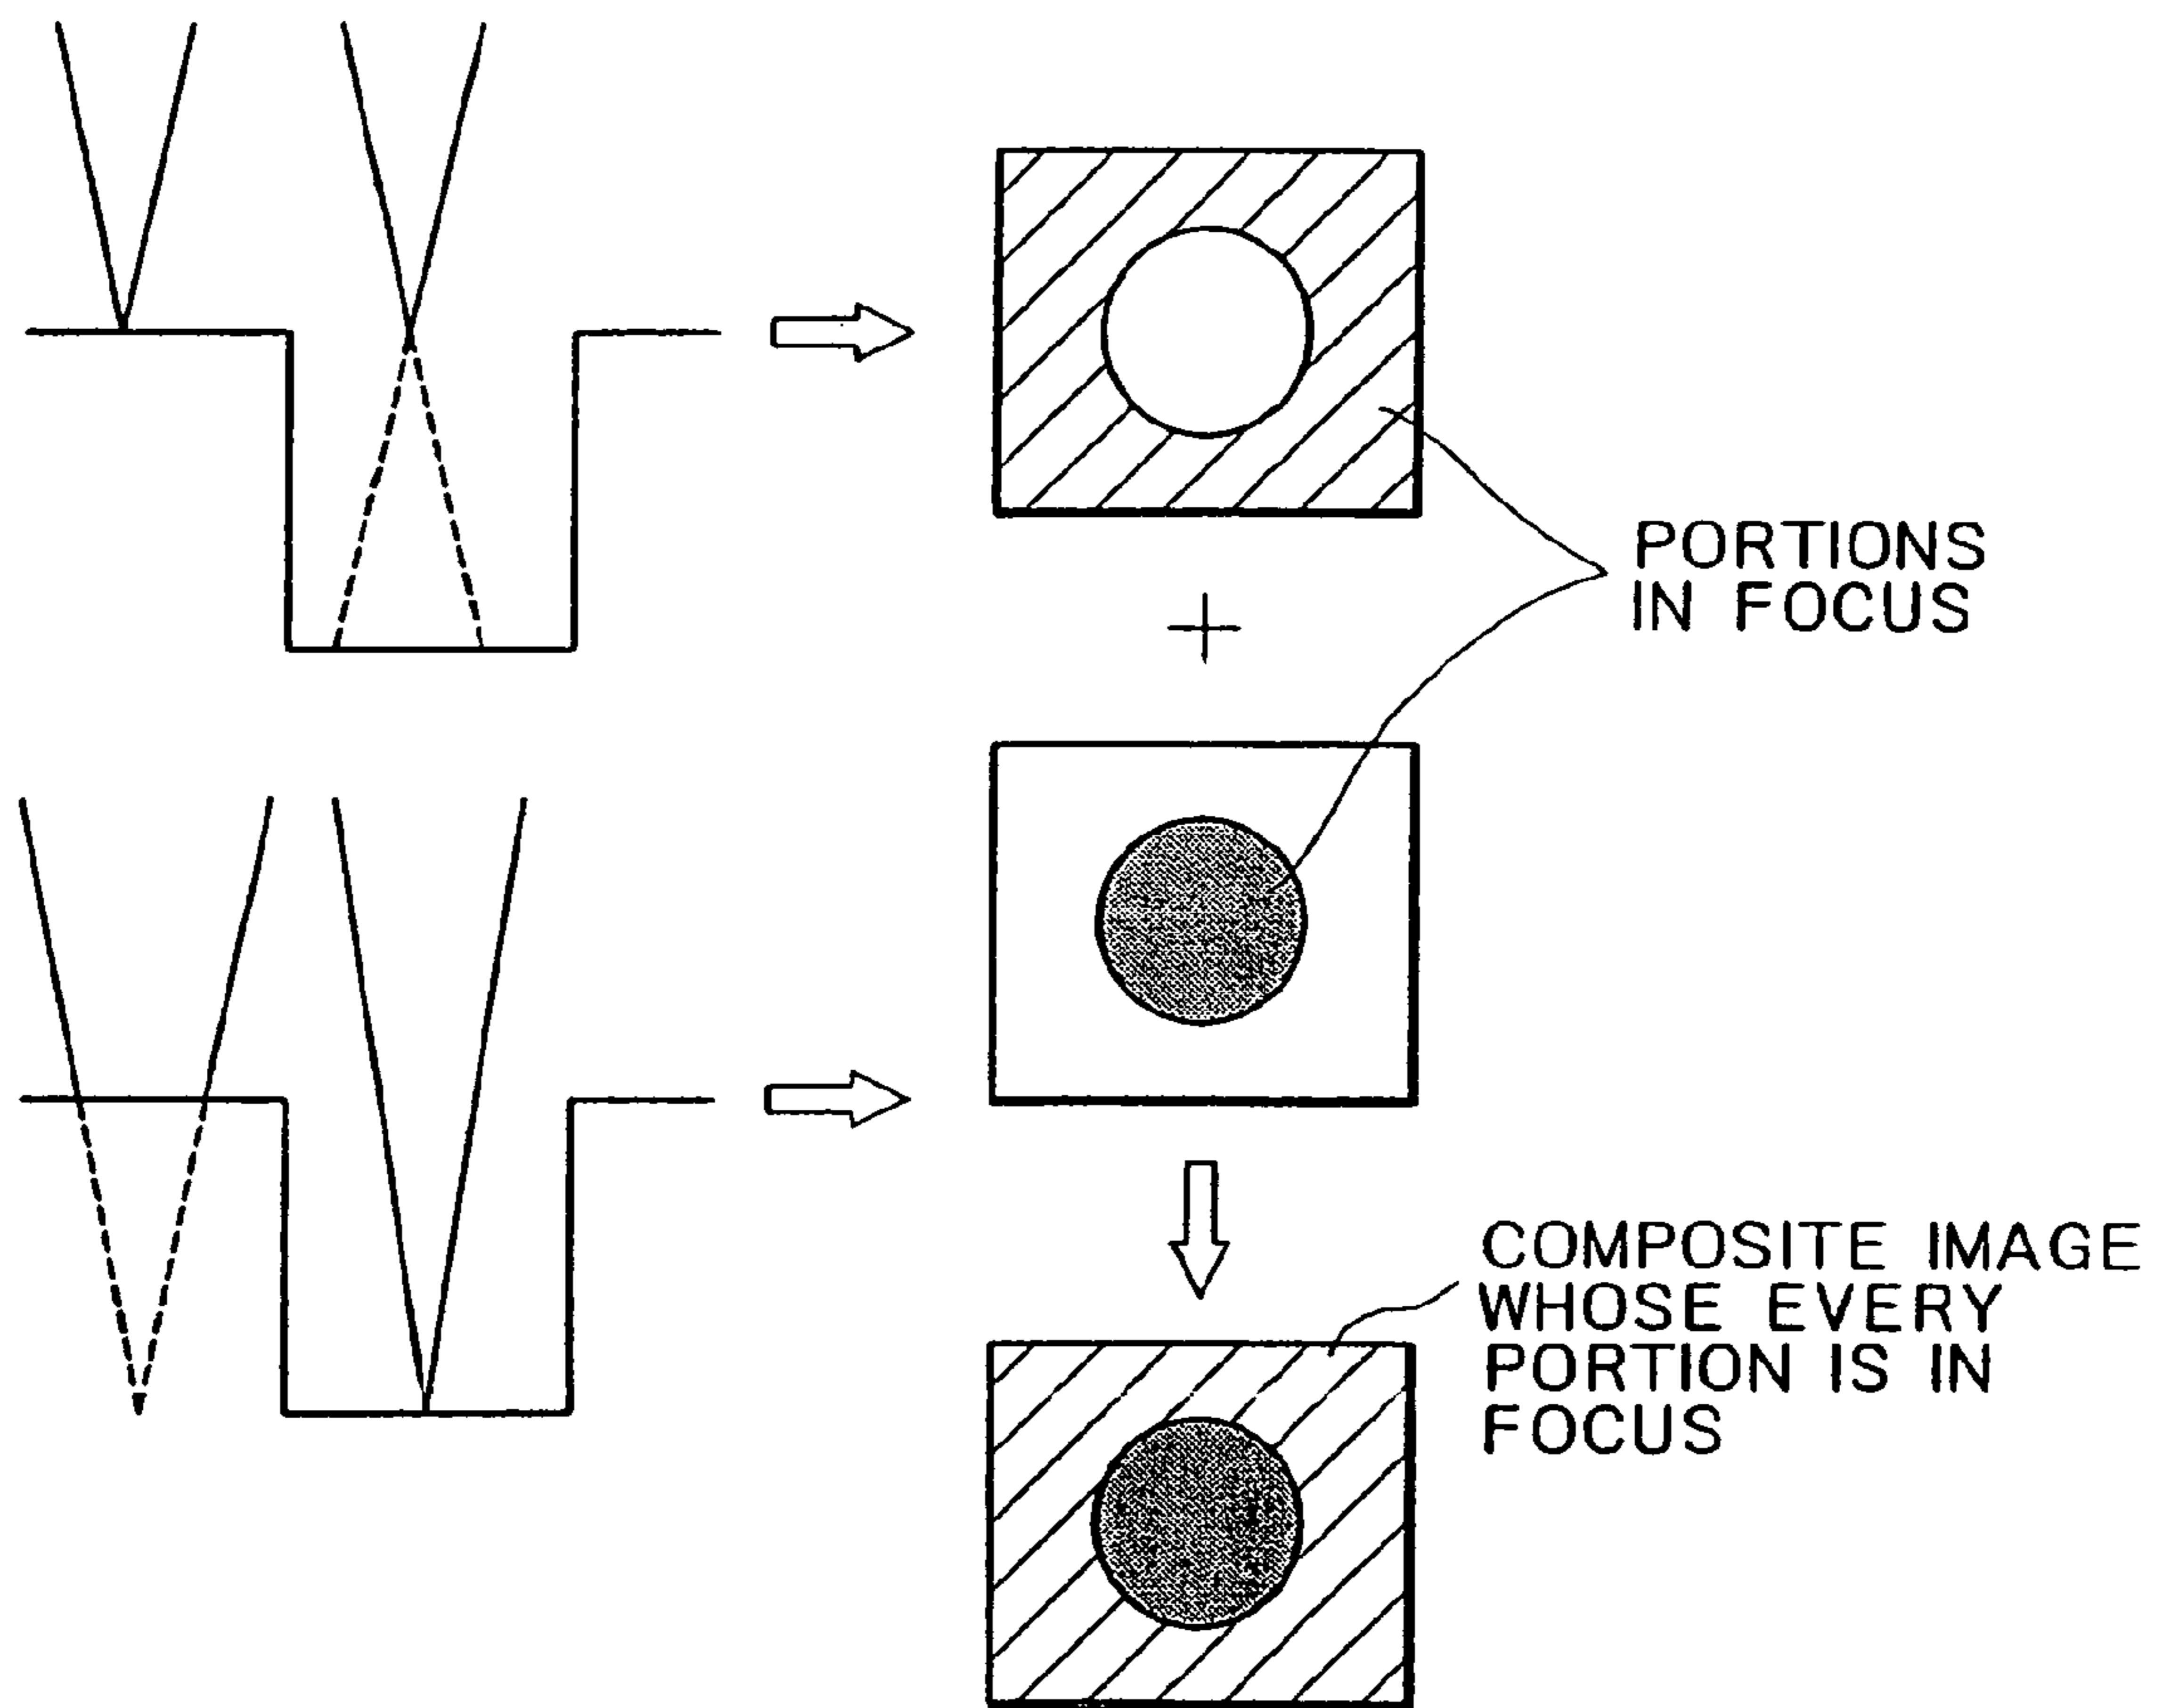 PORTIONS
IN FOCUS
COMPOSITE IMAGE
WHOSE EVERY
PORTION IS IN
FOCUS